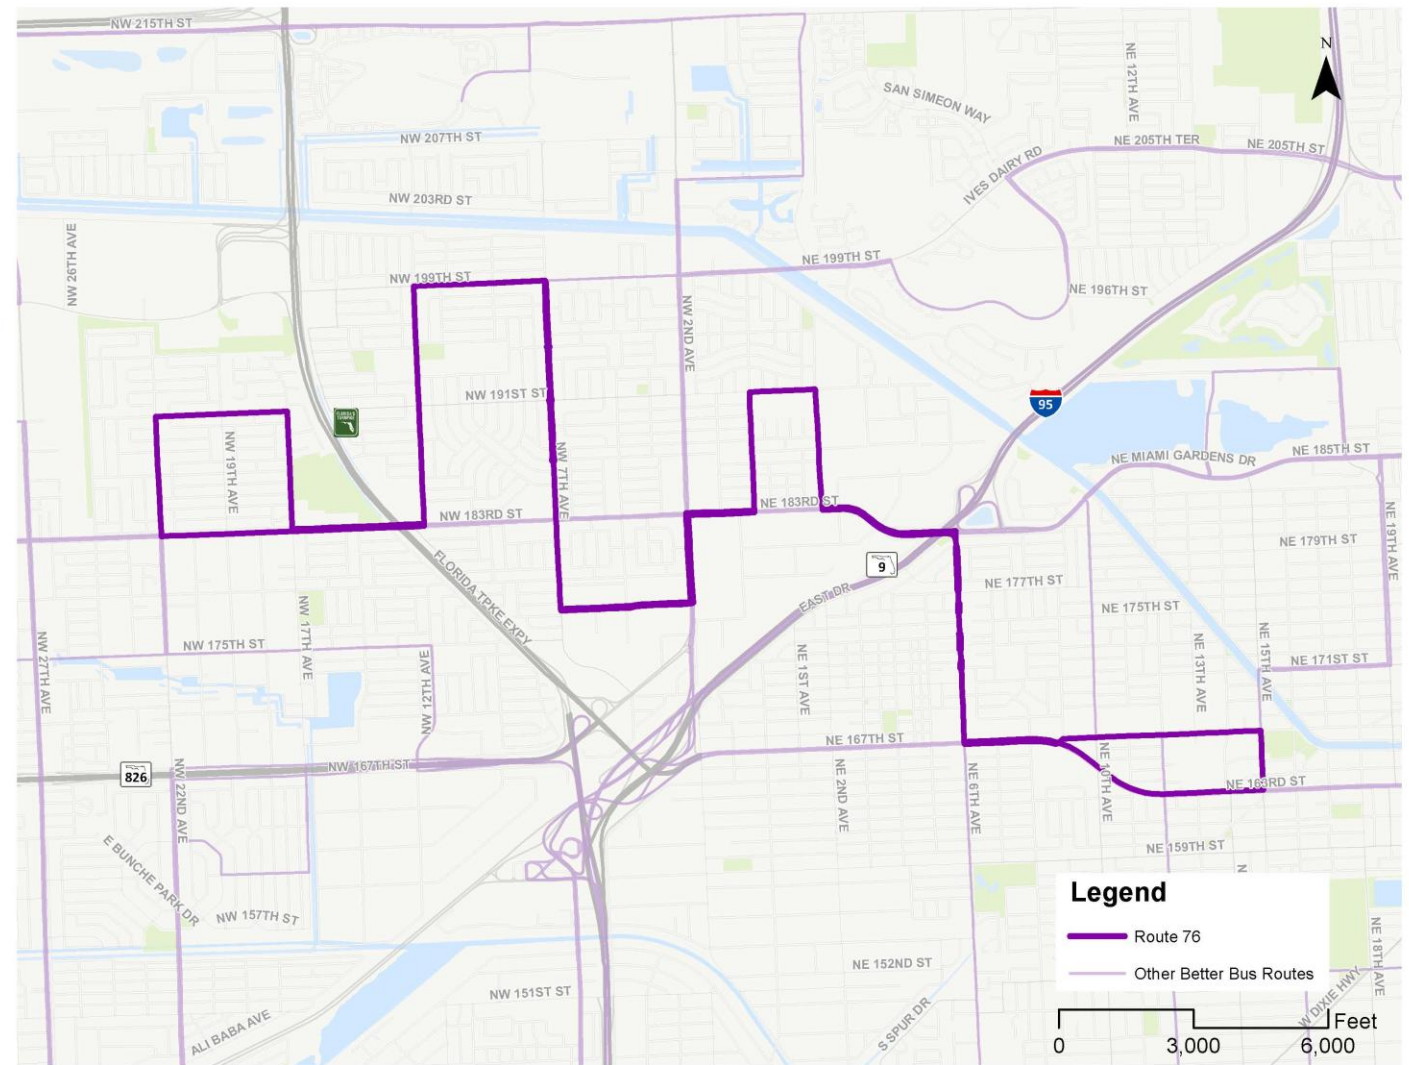 NW 215TH ST
N
NE 12TH AVE
SAN SIMEON WAY
NW 207TH ST
NE 205TH TER
NE 205TH ST
IVES DAIRY RD
NW 203RD ST
NW 26TH AVE
NE 199TH ST
NW 199TH ST
NE 196TH ST
NW 2ND AVE
NW 191ST ST
95
NW 19TH AVE
NW 7TH AVE
NE MIAMI GARDENS DR
NE 185TH ST
NE 183RD ST
NW 183RD ST
NE 19TH AVE
NE 179TH ST
9
FLORIDA TPKE EXPY
EAST DR
NE 177TH ST
NE 175TH ST
NW 17TH AVE
NW 175TH ST
NW 27TH AVE
NW 12TH AVE
NE 1ST AVE
NE 13TH AVE
NE 15TH AVE
NE 171ST ST
NE 167TH ST
NW 167TH ST
826
NW 22ND AVE
NE 2ND AVE
NE 6TH AVE
NE 10TH AVE
NE 163RD ST
E BUNCHE PARK DR
NE 159TH ST
N
NW 157TH ST
NE 18TH AVE
NE 152ND ST
NW 151ST ST
ALI BABA AVE
S SPUR DR
W DIXIE HWY
Legend
Route 76
Other Better Bus Routes
Feet
0 3,000 6,000